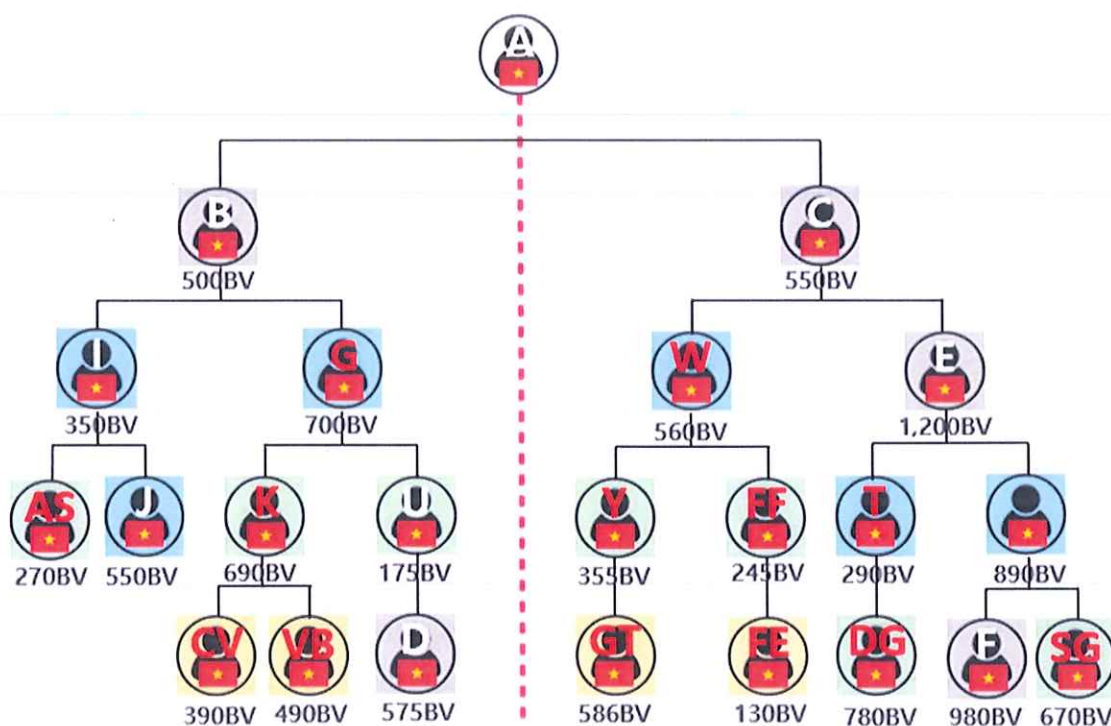 A
B C
500BV 550BV
I G W E
350BV 700BV 560BV 1,200BV
AS J K U Y FF T
270BV 550BV 690BV 175BV 355BV 245BV 290BV 890BV
CV VB D GT FE DG F SG
390BV 490BV 575BV 586BV 130BV 780BV 980BV 670BV